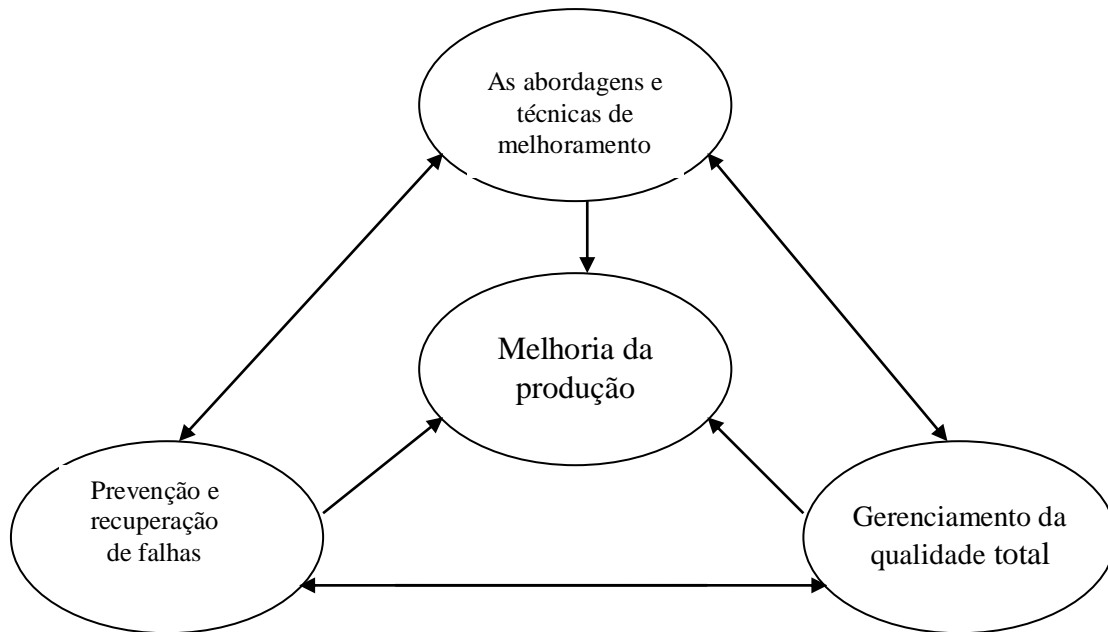 As abordagens e
técnicas de
melhoramento
Melhoria da
produção
Prevenção e
recuperação
de falhas
Gerenciamento da
qualidade total